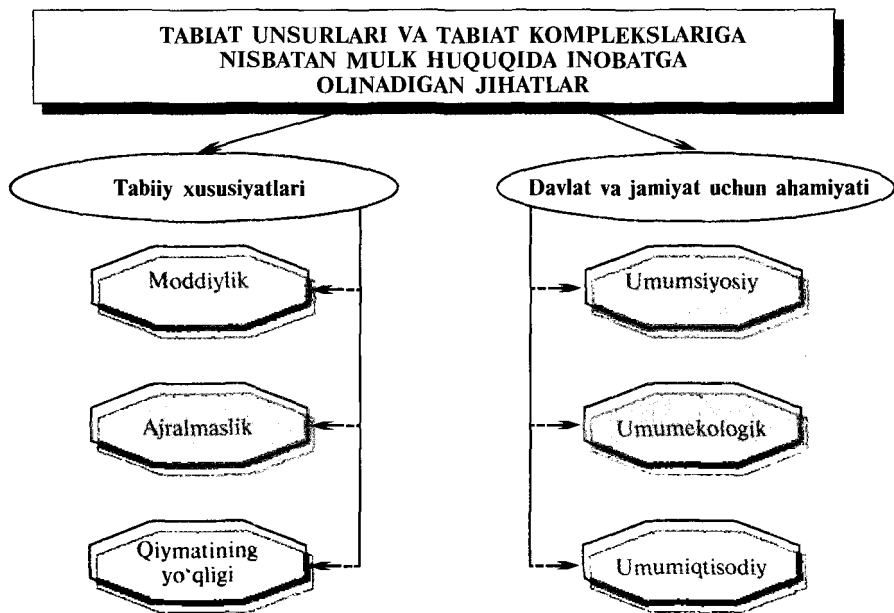 TABIAT UNSURLARI VA TABIAT KOMPLEKSLARIGA
NISBATAN MULK HUQUQIDA INOBATGA
OLINADIGAN JIHATLAR
Tabiiy xususiyatlari
Davlat va jamiyat uchun ahamiyati
Moddiylik
Umumsiyosiy
Ajralmaslik
Umumekologik
Qiymatining
yo‘qligi
Umumiqtisodiy